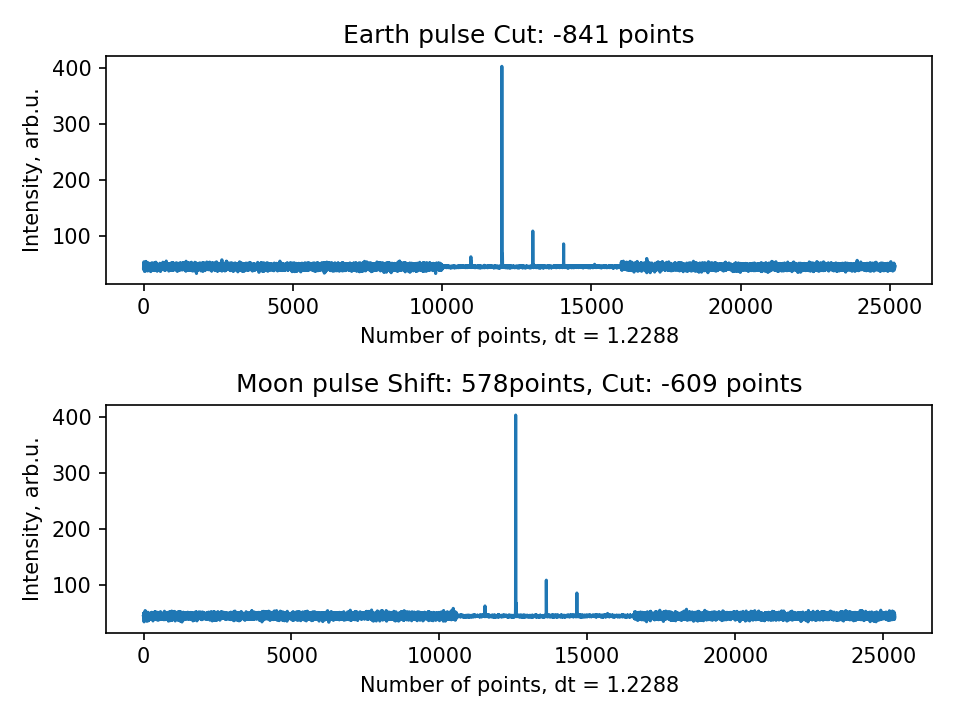 Earth pulse Cut: -841 points
400
300
200
100
Intensity, arb.u.
0 5000 10000 15000 20000 25000
Number of points, dt = 1.2288
Moon pulse Shift: 578points, Cut: -609 points
400
300
200
100
Intensity, arb.u.
0 5000 10000 15000 20000 25000
Number of points, dt = 1.2288